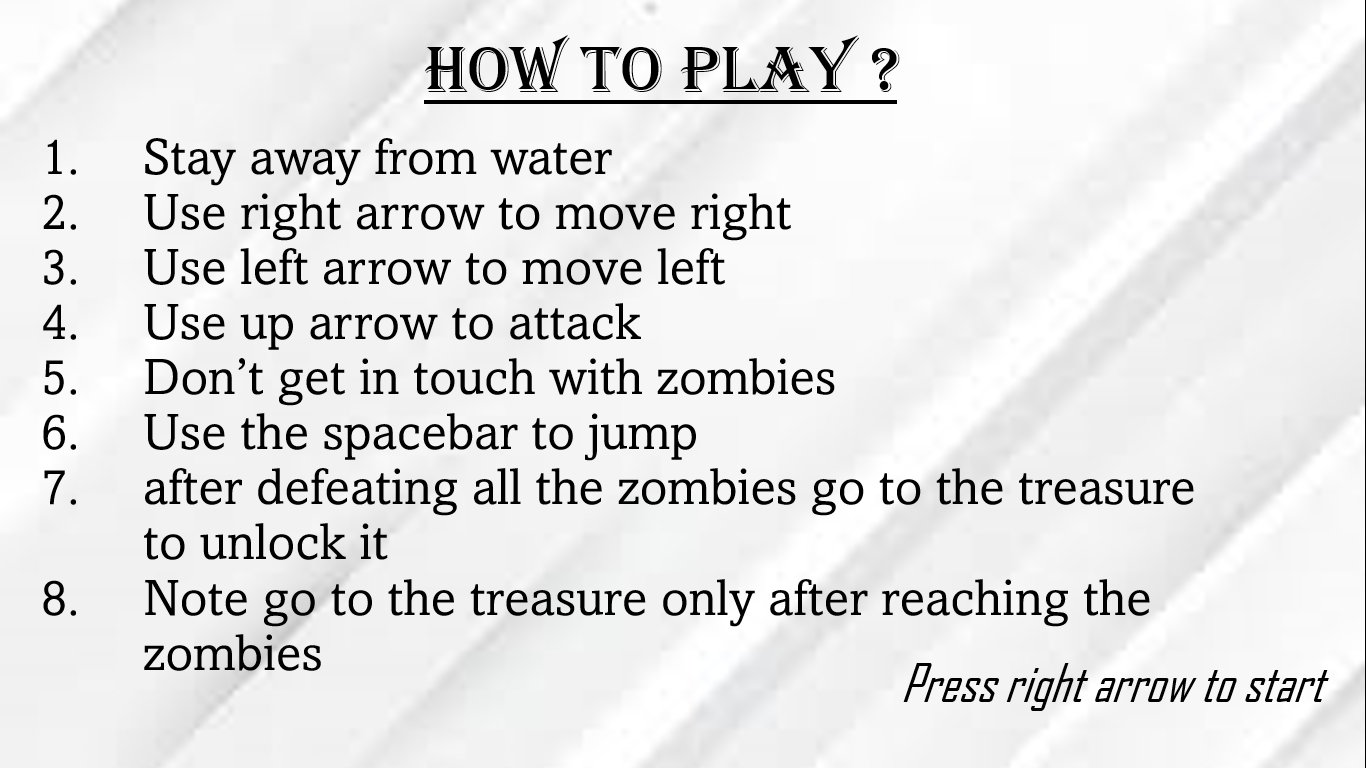 HOW TO PLAY ?
1. Stay away from water
2. Use right arrow to move right
3. Use left arrow to move left
4. Use up arrow to attack
5. Don’t get in touch with zombies
6. Use the spacebar to jump
7. after defeating all the zombies go to the treasure
to unlock it
8. Note go to the treasure only after reaching the
zombies
Press right arrow to start